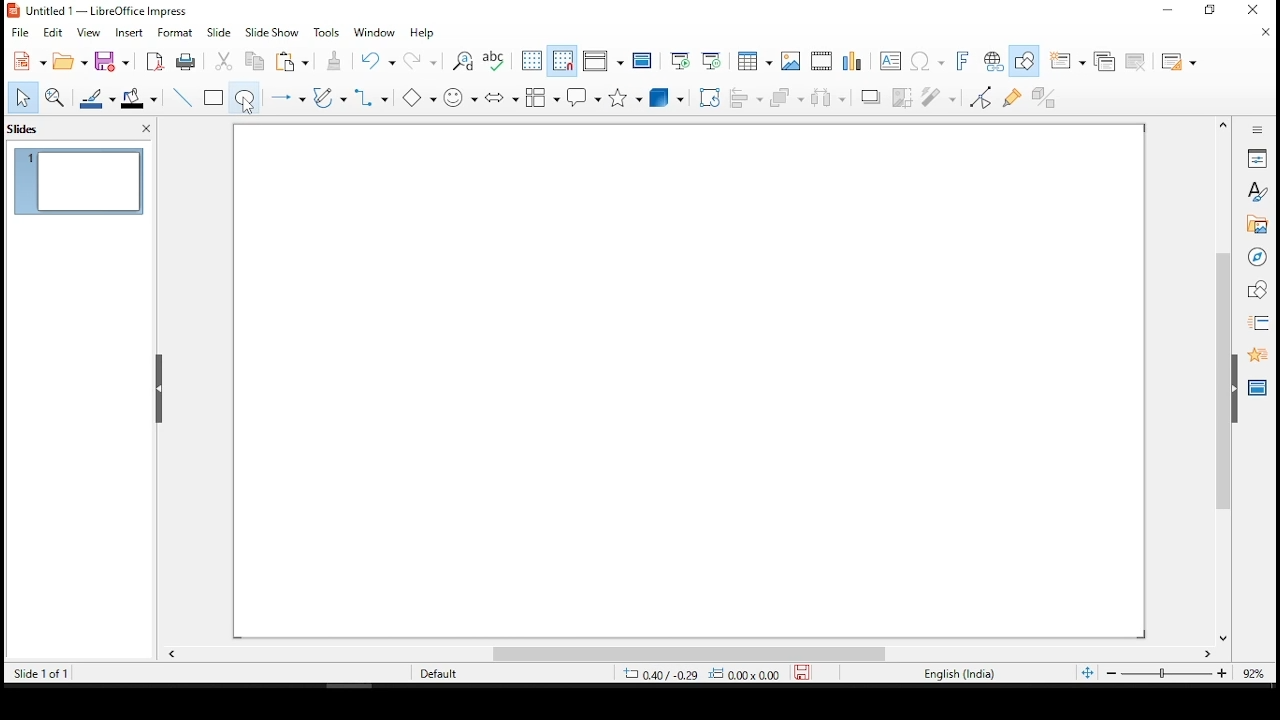 Untitled 1 — LibreOffice Impress
File Edit View Insert Format Slide Slide Show Tools Window Help
abc
Slides
1
Slide 1 of 1 Default 0.40 / -0.29 0.00 x 0.00 English (India) 92%